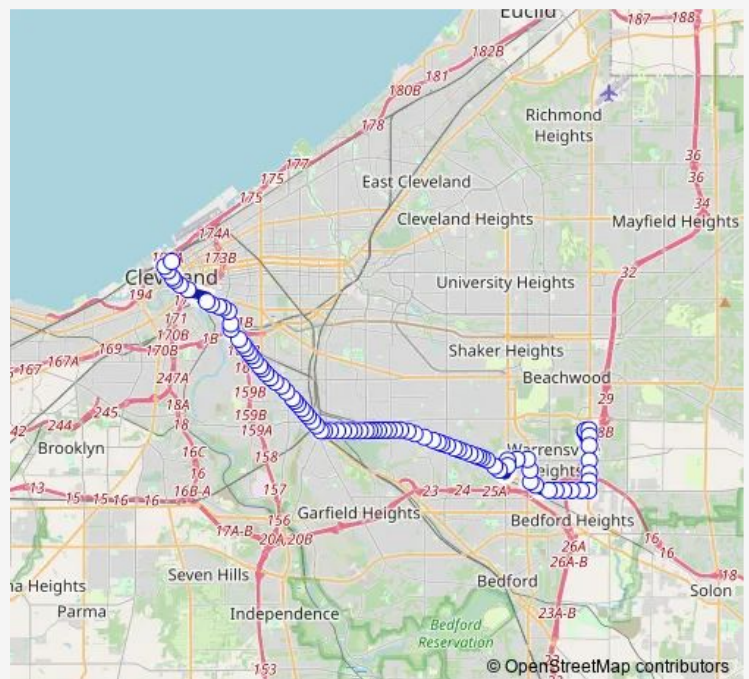 Euclid
187
188
182B
181
180B
178
Richmond
Heights
177
175
175
36
36
34
East Cleveland
Cleveland Heights
Mayfield Heights
174A
173B
Cleveland
194
171
170B
1B
169
170B
167
167A
32
University Heights
Shaker Heights
Beachwood
247A
159B
29
18A
245
244
42
159B
159A
18
Brooklyn
16C
158
Warrensv
Heights
16
16B-A
157
13
15
15
16
16
23
24
25A
Garfield Heights
156
Bedford Heights
17A-B
20A
20B
26A
26A-B
16
16
18
Seven Hills
Bedford
Solon
na Heights
Parma
Independence
23A-B
Bedford
Reservation
153
© OpenStreetMap contributors